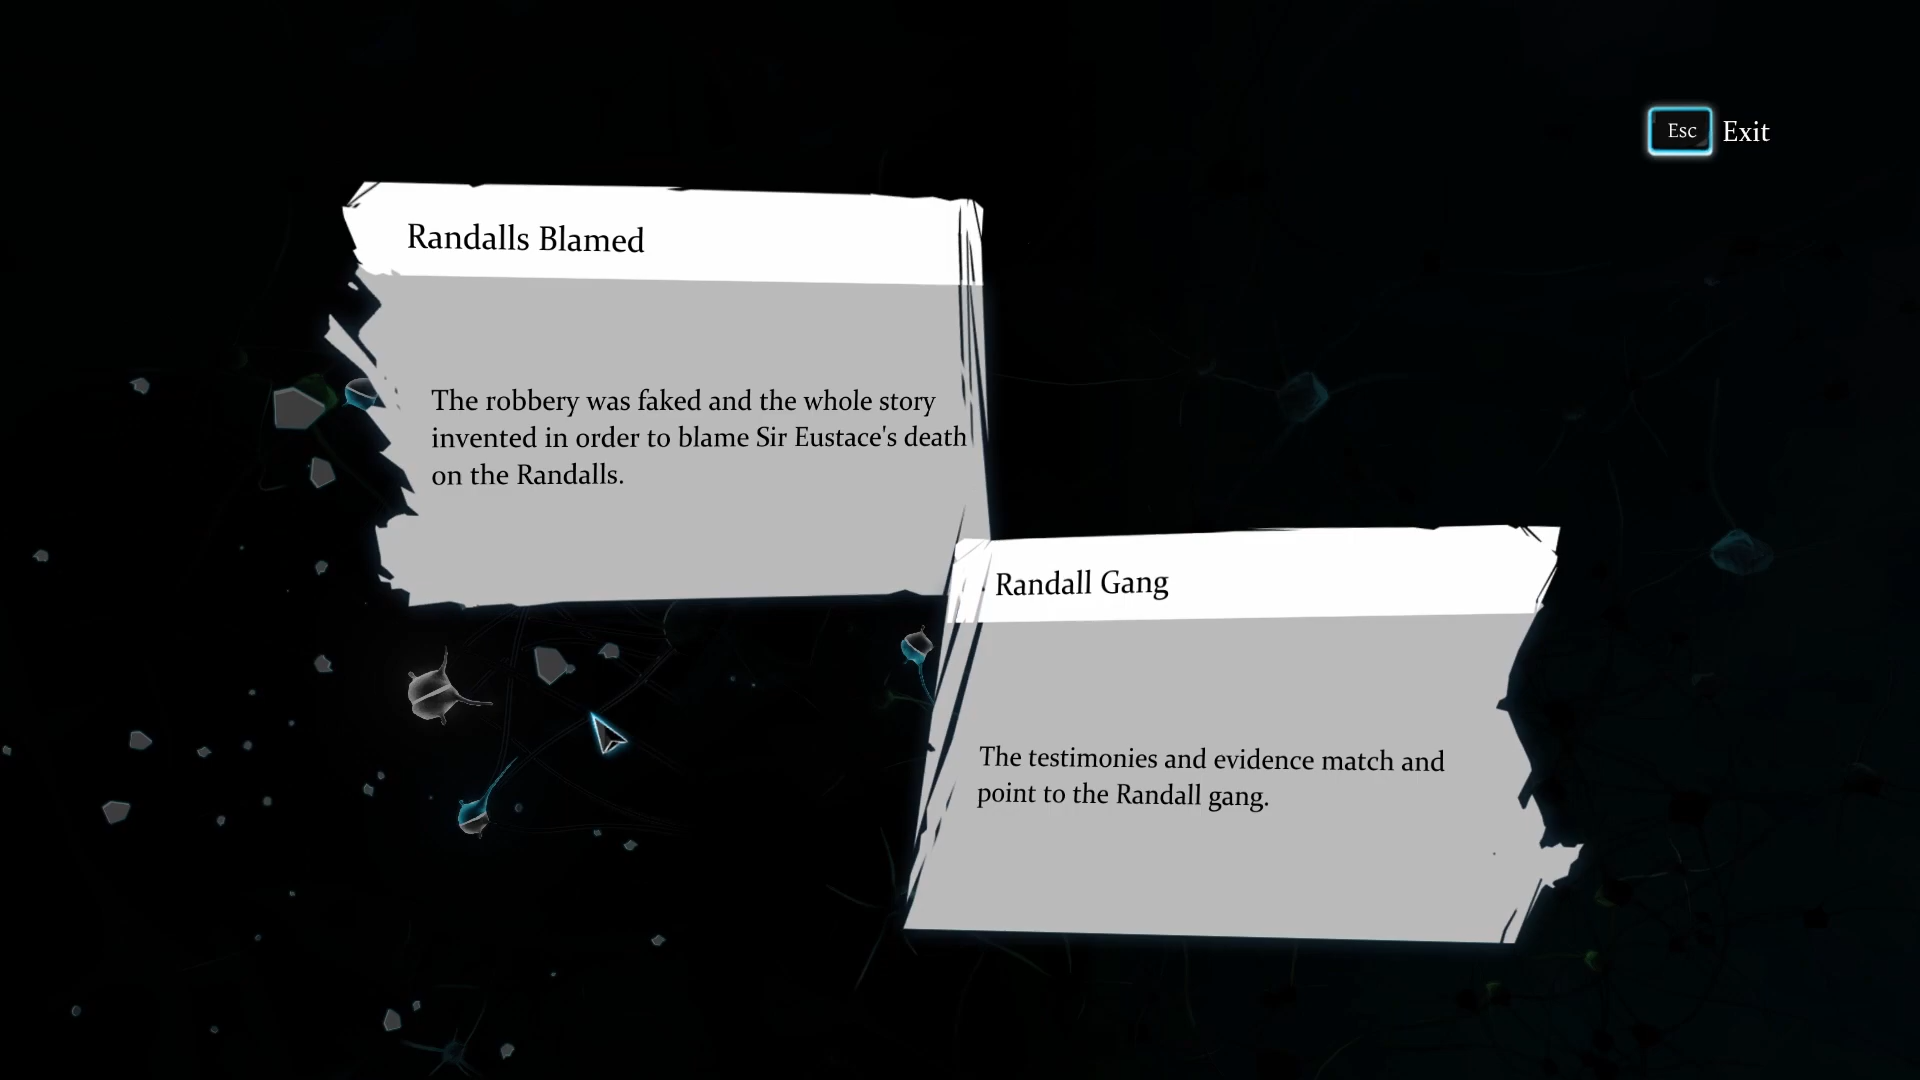 Esc Exit
Randalls Blamed
The robbery was faked and the whole story
invented in order to blame Sir Eustace's death
on the Randalls.
Randall Gang
The testimonies and evidence match and
point to the Randall gang.